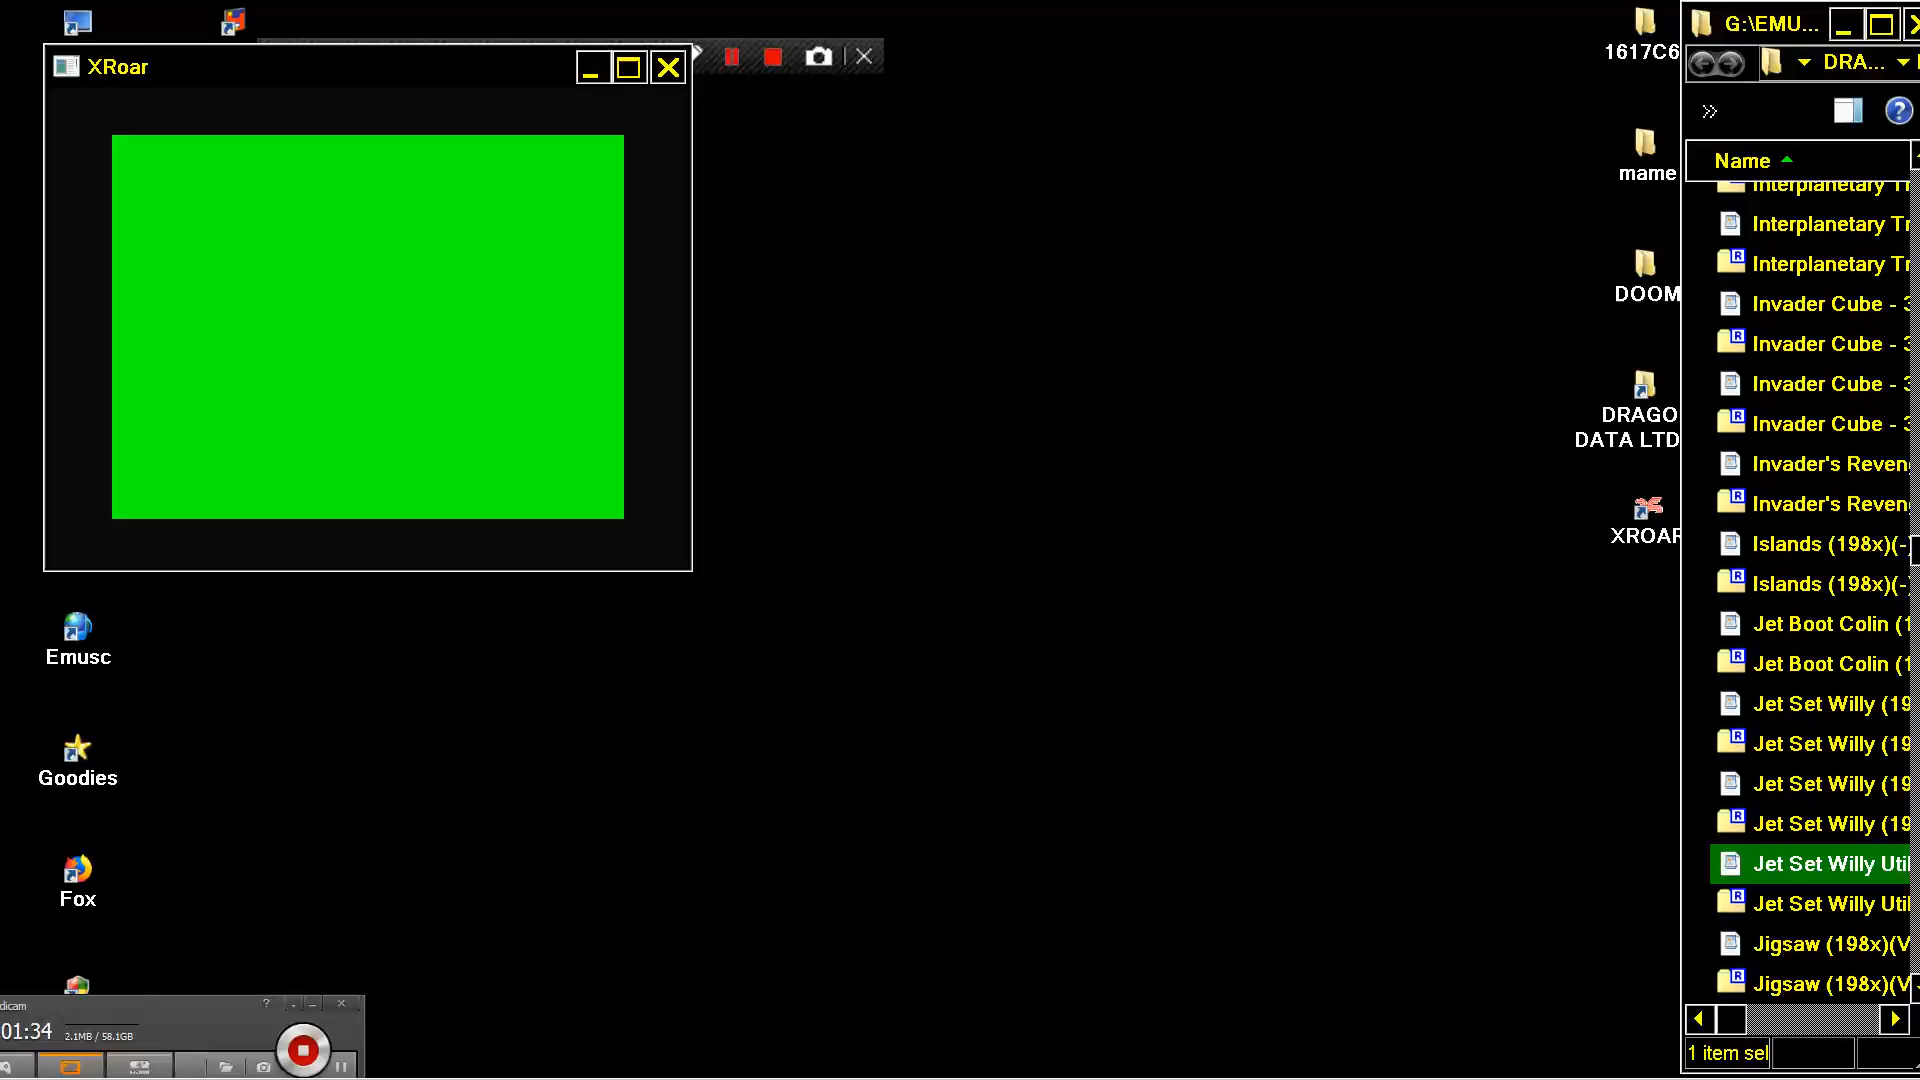 XRoar
Emusc
Goodies
Fox
dicam
?
01:34
2.1MB / 58.1GB
1617C6
mame
DOOM
DRAGO
DATA LTD
XROAR
G:\EMU...
DRA...
Name
Interplanetary Tr
Interplanetary Tr
Interplanetary Tr
Invader Cube - 3
Invader Cube - 3
Invader Cube - 3
Invader Cube - 3
Invader's Reven
Invader's Reven
Islands (198x)(-)
Islands (198x)(-)
Jet Boot Colin (1
Jet Boot Colin (1
Jet Set Willy (19
Jet Set Willy (19
Jet Set Willy (19
Jet Set Willy (19
Jet Set Willy Util
Jet Set Willy Util
Jigsaw (198x)(V
Jigsaw (198x)(V
1 item sel